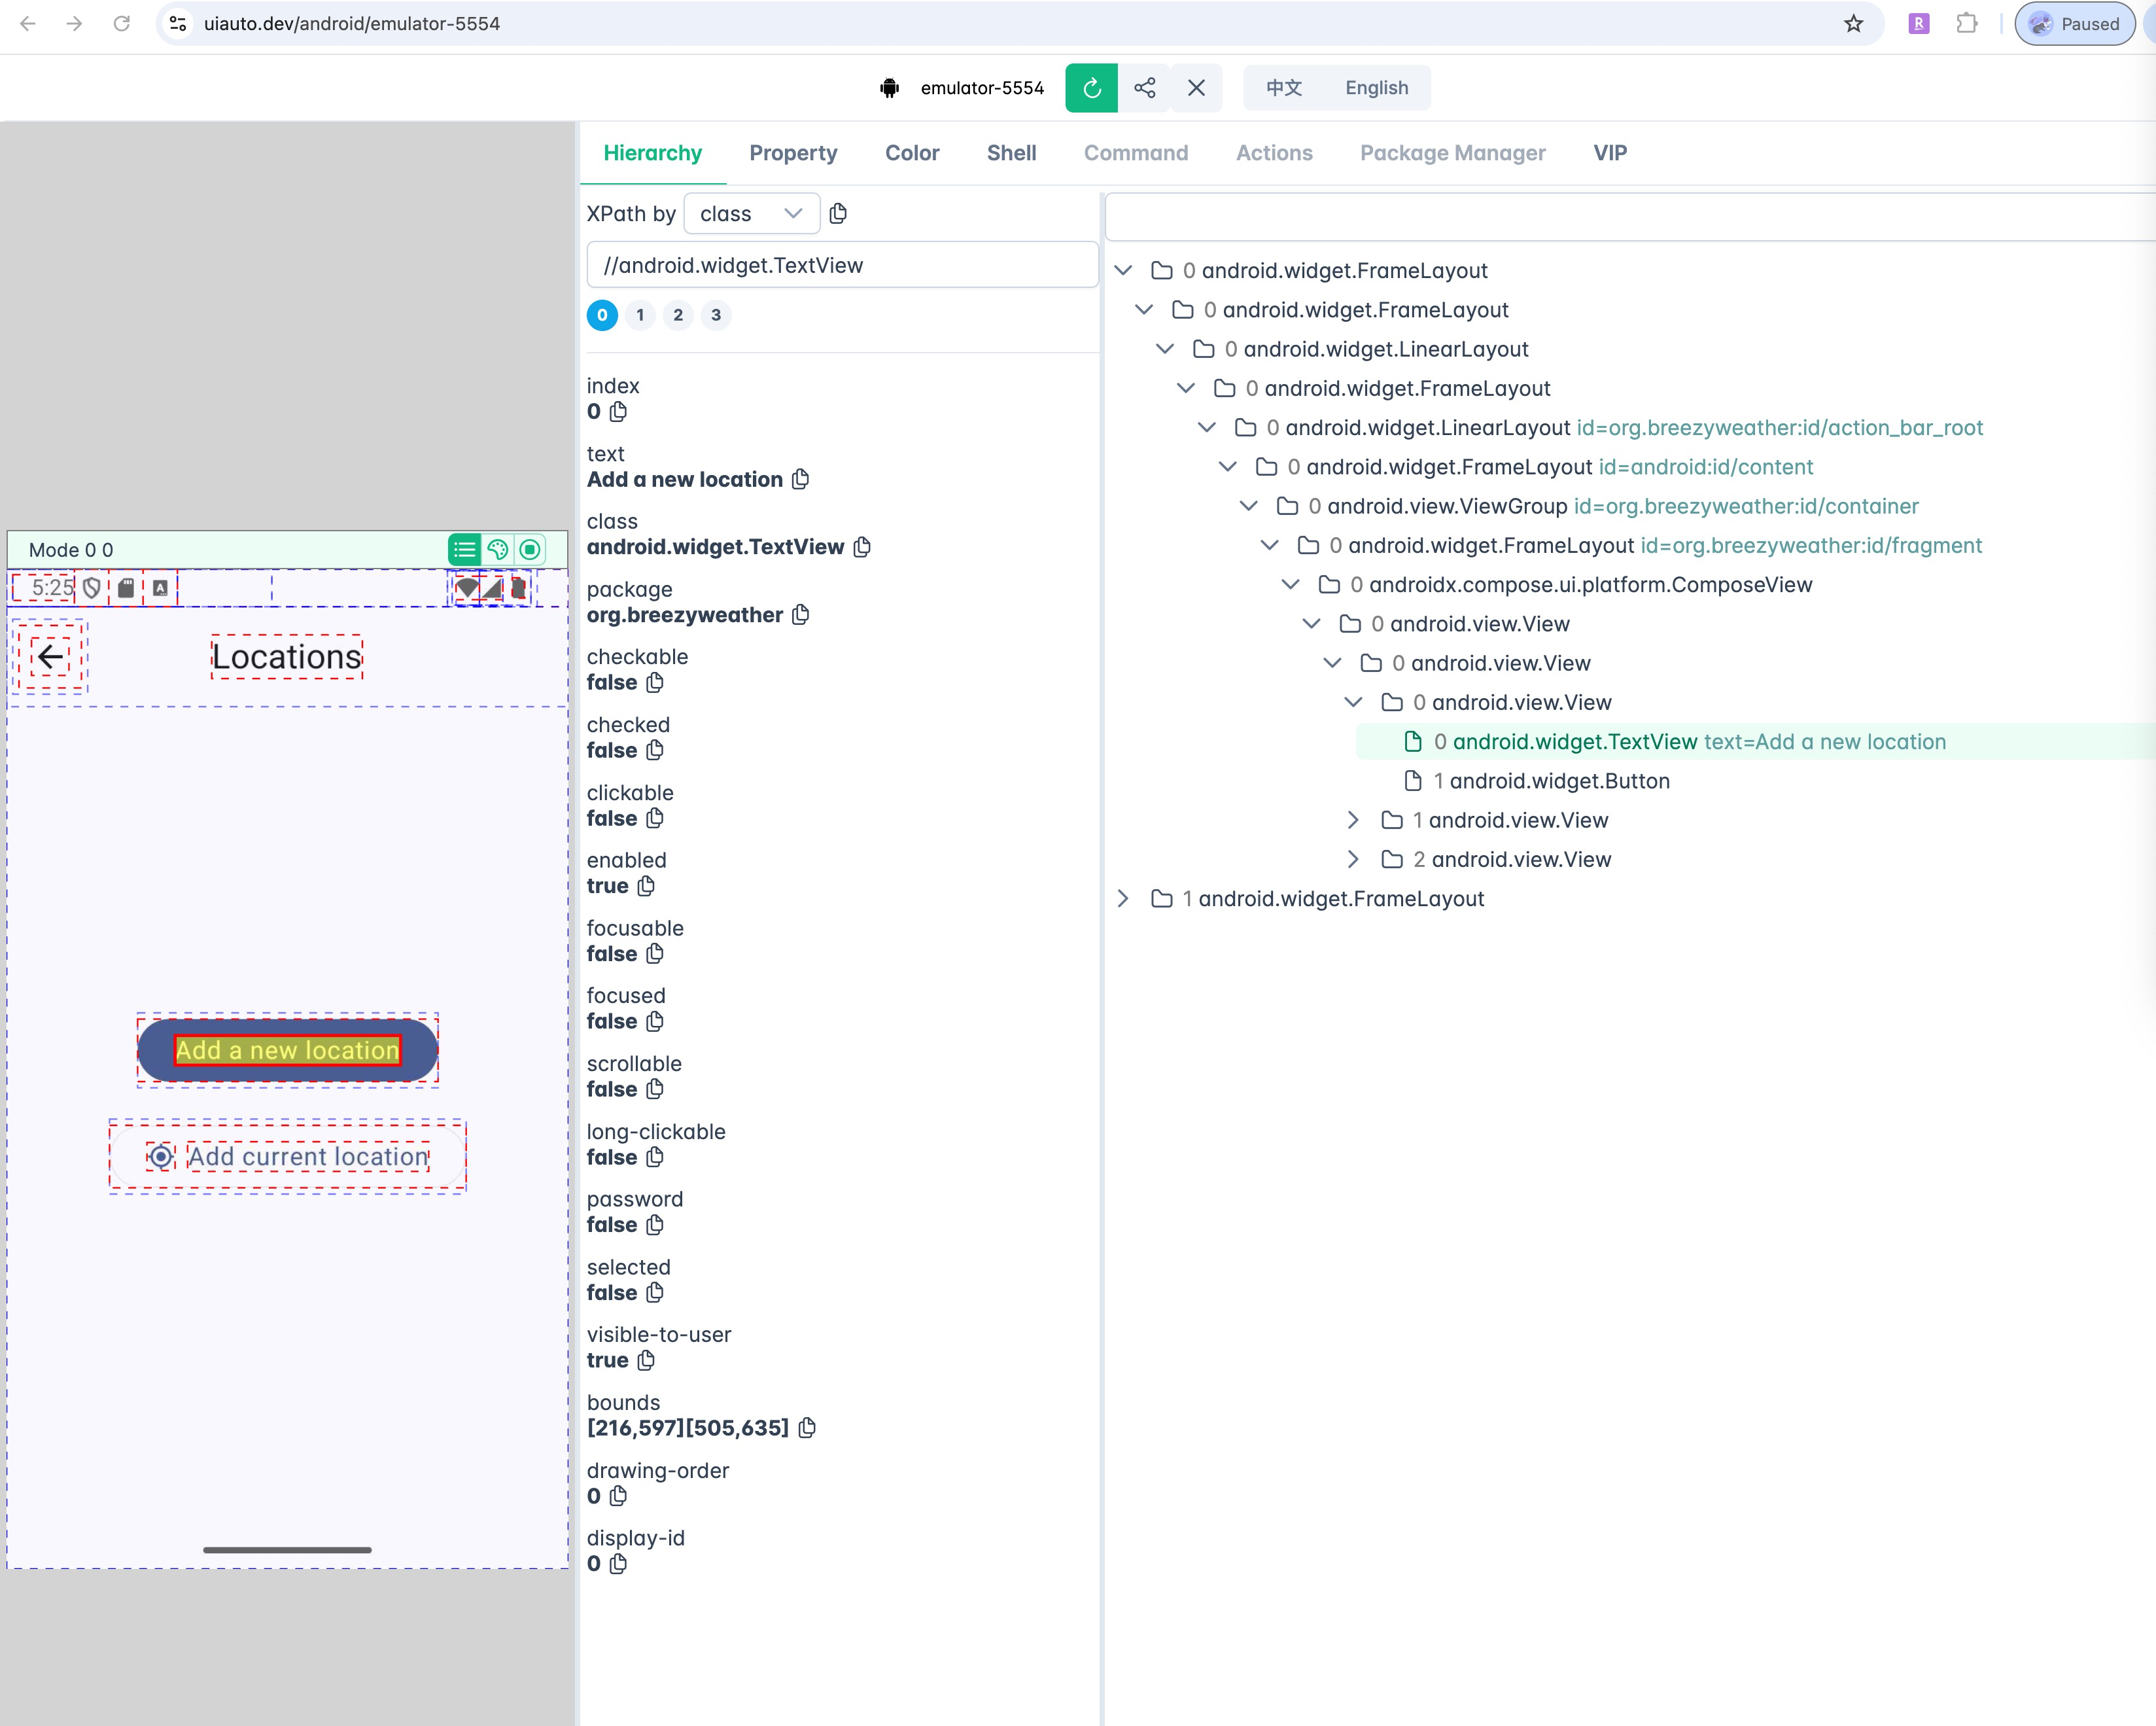 uiauto.dev/android/emulator-5554
R
Paused
emulator-5554
中文
English
Hierarchy
Property
Color
Shell
Command
Actions
Package Manager
VIP
XPath by
class
//android.widget.TextView
0 1 2 3
index
0
text
Add a new location
class
android.widget.TextView
package
org.breezyweather
checkable
false
checked
false
clickable
false
enabled
true
focusable
false
focused
false
scrollable
false
long-clickable
false
password
false
selected
false
visible-to-user
true
bounds
[216,597][505,635]
drawing-order
0
display-id
0
0 android.widget.FrameLayout
0 android.widget.FrameLayout
0 android.widget.LinearLayout
0 android.widget.FrameLayout
0 android.widget.LinearLayout id=org.breezyweather:id/action_bar_root
0 android.widget.FrameLayout id=android:id/content
0 android.view.ViewGroup id=org.breezyweather:id/container
0 android.widget.FrameLayout id=org.breezyweather:id/fragment
0 androidx.compose.ui.platform.ComposeView
0 android.view.View
0 android.view.View
0 android.view.View
0 android.widget.TextView text=Add a new location
1 android.widget.Button
1 android.view.View
2 android.view.View
1 android.widget.FrameLayout
Mode 0 0
5:25
A
Locations
Add a new location
Add current location